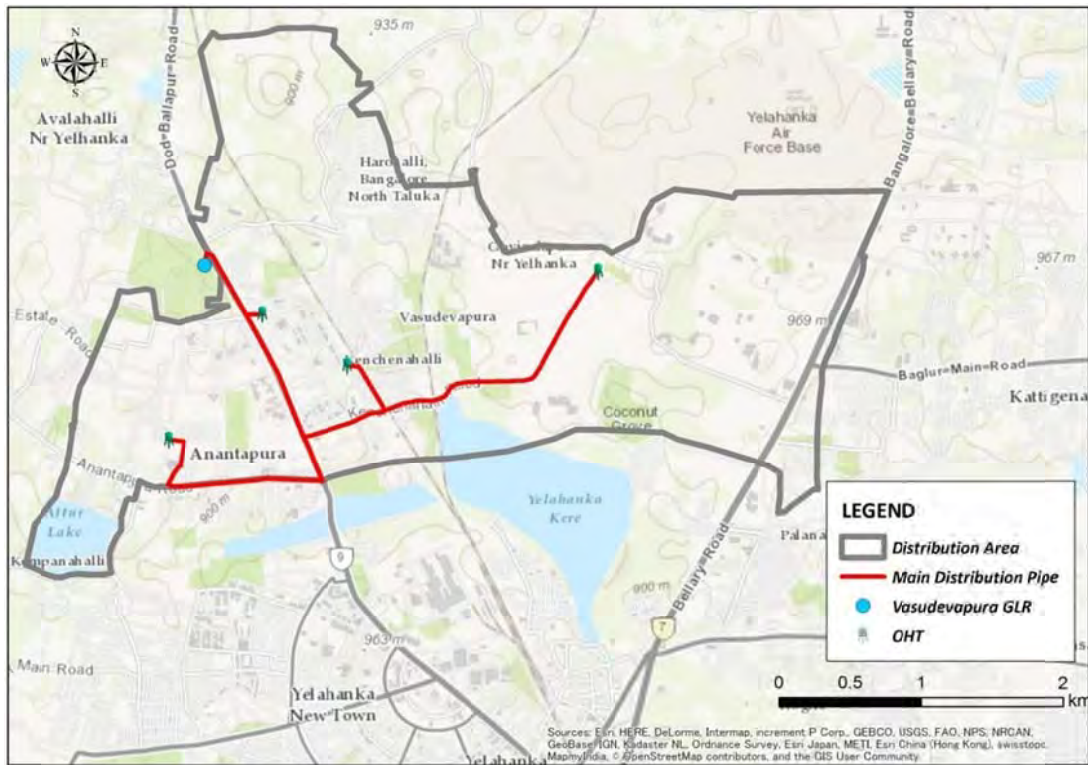 N
W E
S
935 m
Avalahalli
Nr Yelhanka
Dod-Ballapur-Road
900 m
Harohalli,
Bangalore
North Taluka
Yelahanka
Air
Force Base
Bangalore-Bellary-Road
967 m
Nr Yelhanka
Estate Road
Vasudevapura
969 m
Kenchenahalli
Baglur-Main-Road
Kattigena
Coconut
Grove
Anantapura
Anantapura Road
900 m
Attur
Lake
Kempanahalli
Yelahanka
Kere
Palana
9
900 m
Bellary-Road
7
963 m
Main Road
Yelahanka
New Town
Yelahanka
LEGEND
Distribution Area
Main Distribution Pipe
Vasudevapura GLR
OHT
0 0.5 1 2
km
Sources: Esri, HERE, DeLorme, Intermap, increment P Corp., GEBCO, USGS, FAO, NPS, NRCAN,
GeoBase, IGN, Kadaster NL, Ordnance Survey, Esri Japan, METI, Esri China (Hong Kong), swisstopo,
MapmyIndia, © OpenStreetMap contributors, and the GIS User Community